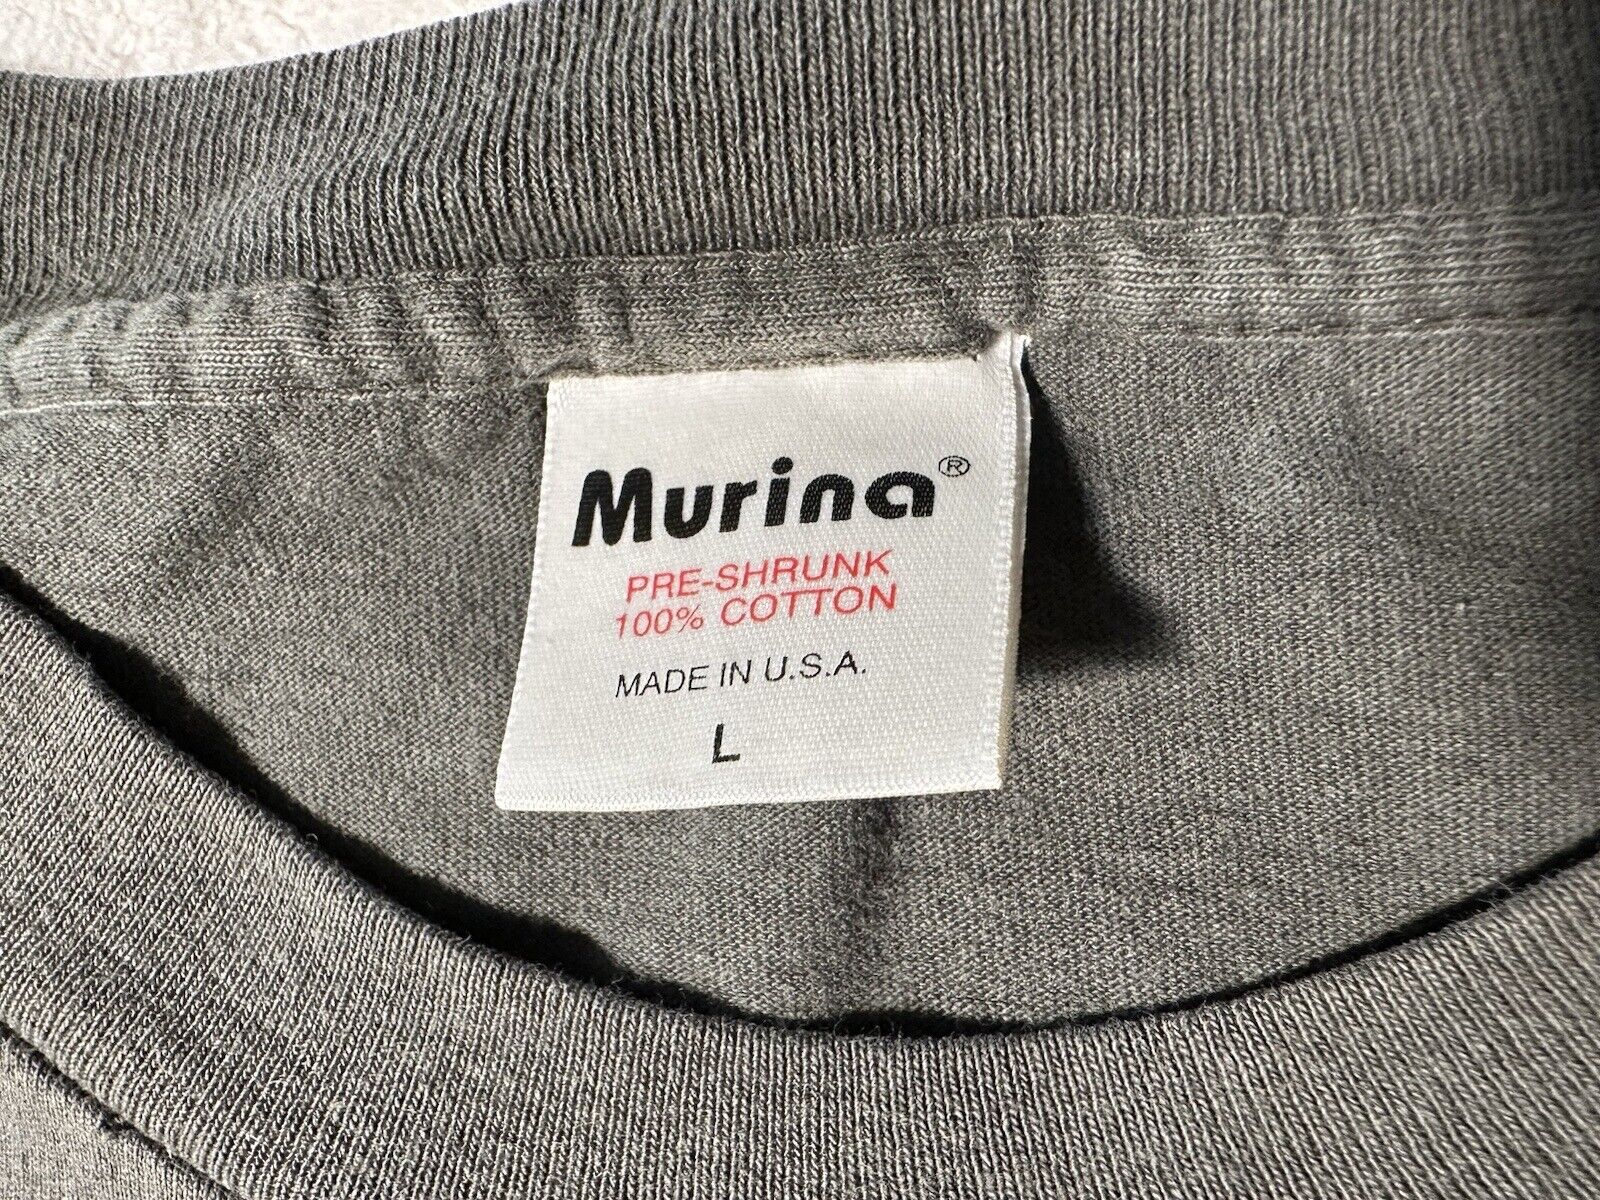 Murina®
PRE-SHRUNK
100% COTTON
MADE IN U.S.A.
L